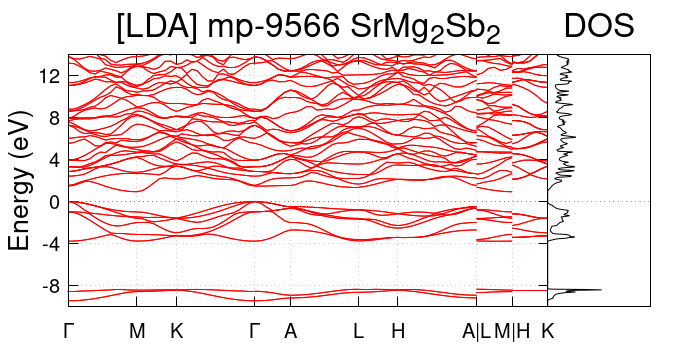 [LDA] mp-9566 SrMg₂Sb₂ DOS
Energy (eV)
12
8
4
0
-4
-8
Γ M K Γ A L H A|L M|H K